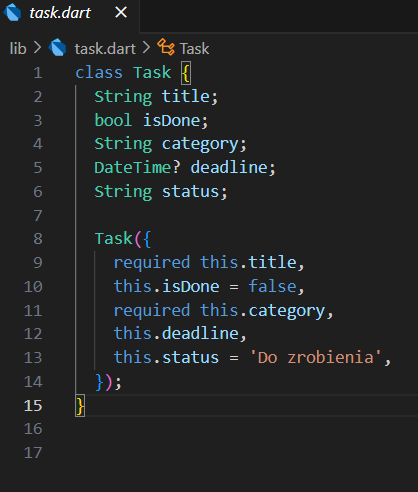 task.dart ×
lib > task.dart > Task
1 class Task {
2 String title;
3 bool isDone;
4 String category;
5 DateTime? deadline;
6 String status;
7
8 Task({
9 required this.title,
10 this.isDone = false,
11 required this.category,
12 this.deadline,
13 this.status = 'Do zrobienia',
14 });
15 }
16
17